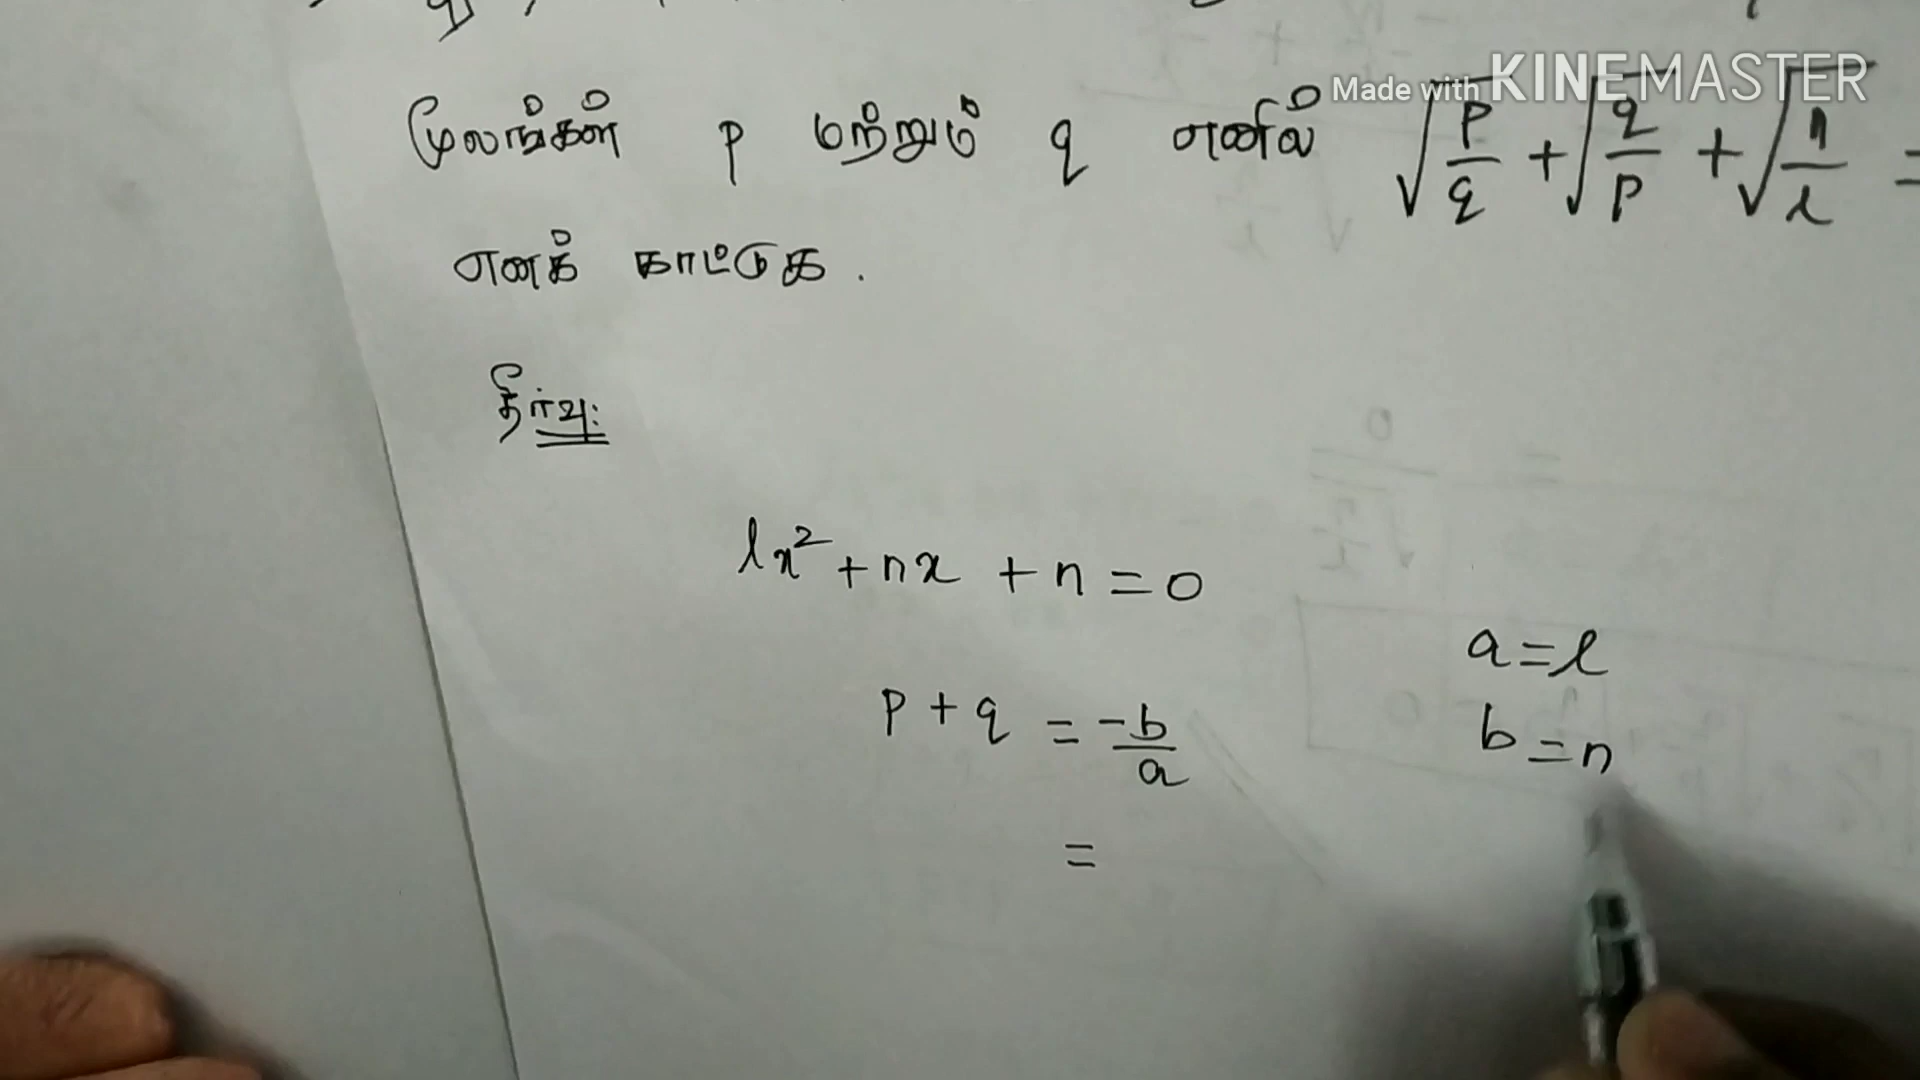 Made with KINEMASTER
மூலங்கள் p மற்றும் q எனில் √(p/q) + √(q/p) + √(n/l) =
எனக் காட்டுக .
தீர்வு:
lx² + nx + n = 0
a = l
p + q = -b/a
b = n
=